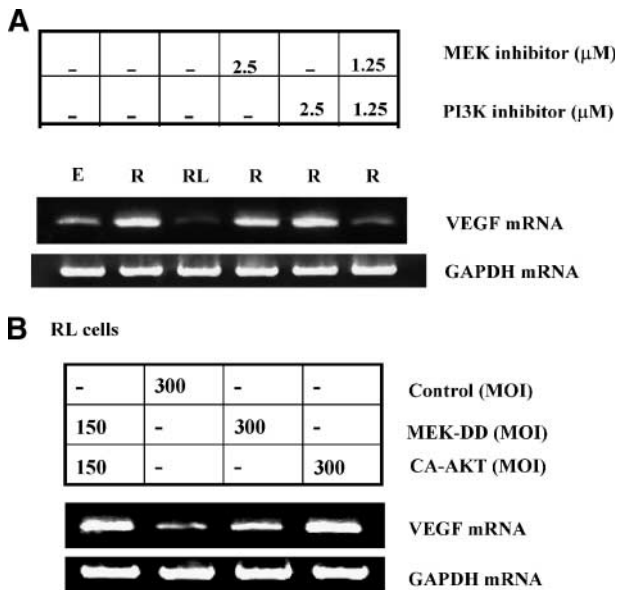 A
– – – 2.5 – 1.25 MEK inhibitor (μM)
– – – – 2.5 1.25 PI3K inhibitor (μM)
E R RL R R R
VEGF mRNA
GAPDH mRNA
B RL cells
- 300 - - Control (MOI)
150 - 300 - MEK-DD (MOI)
150 - - 300 CA-AKT (MOI)
VEGF mRNA
GAPDH mRNA